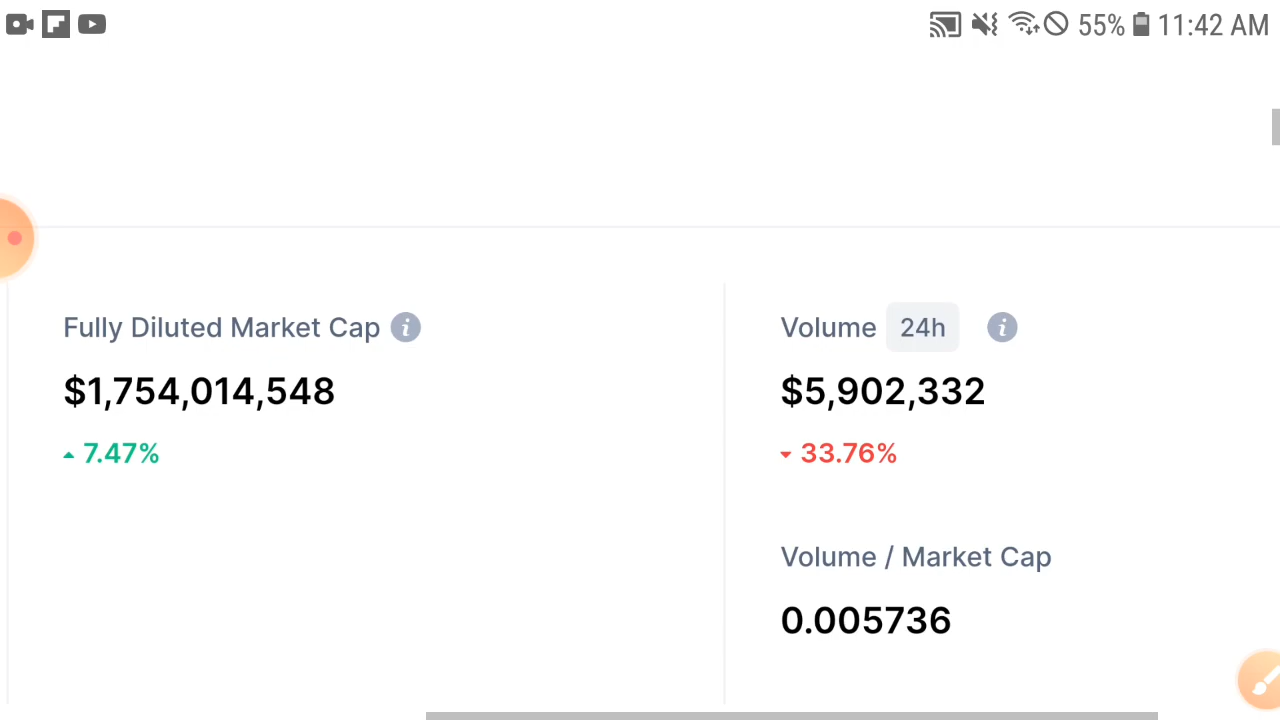 55% 11:42 AM
Fully Diluted Market Cap i
$1,754,014,548
7.47%
Volume 24h i
$5,902,332
33.76%
Volume / Market Cap
0.005736